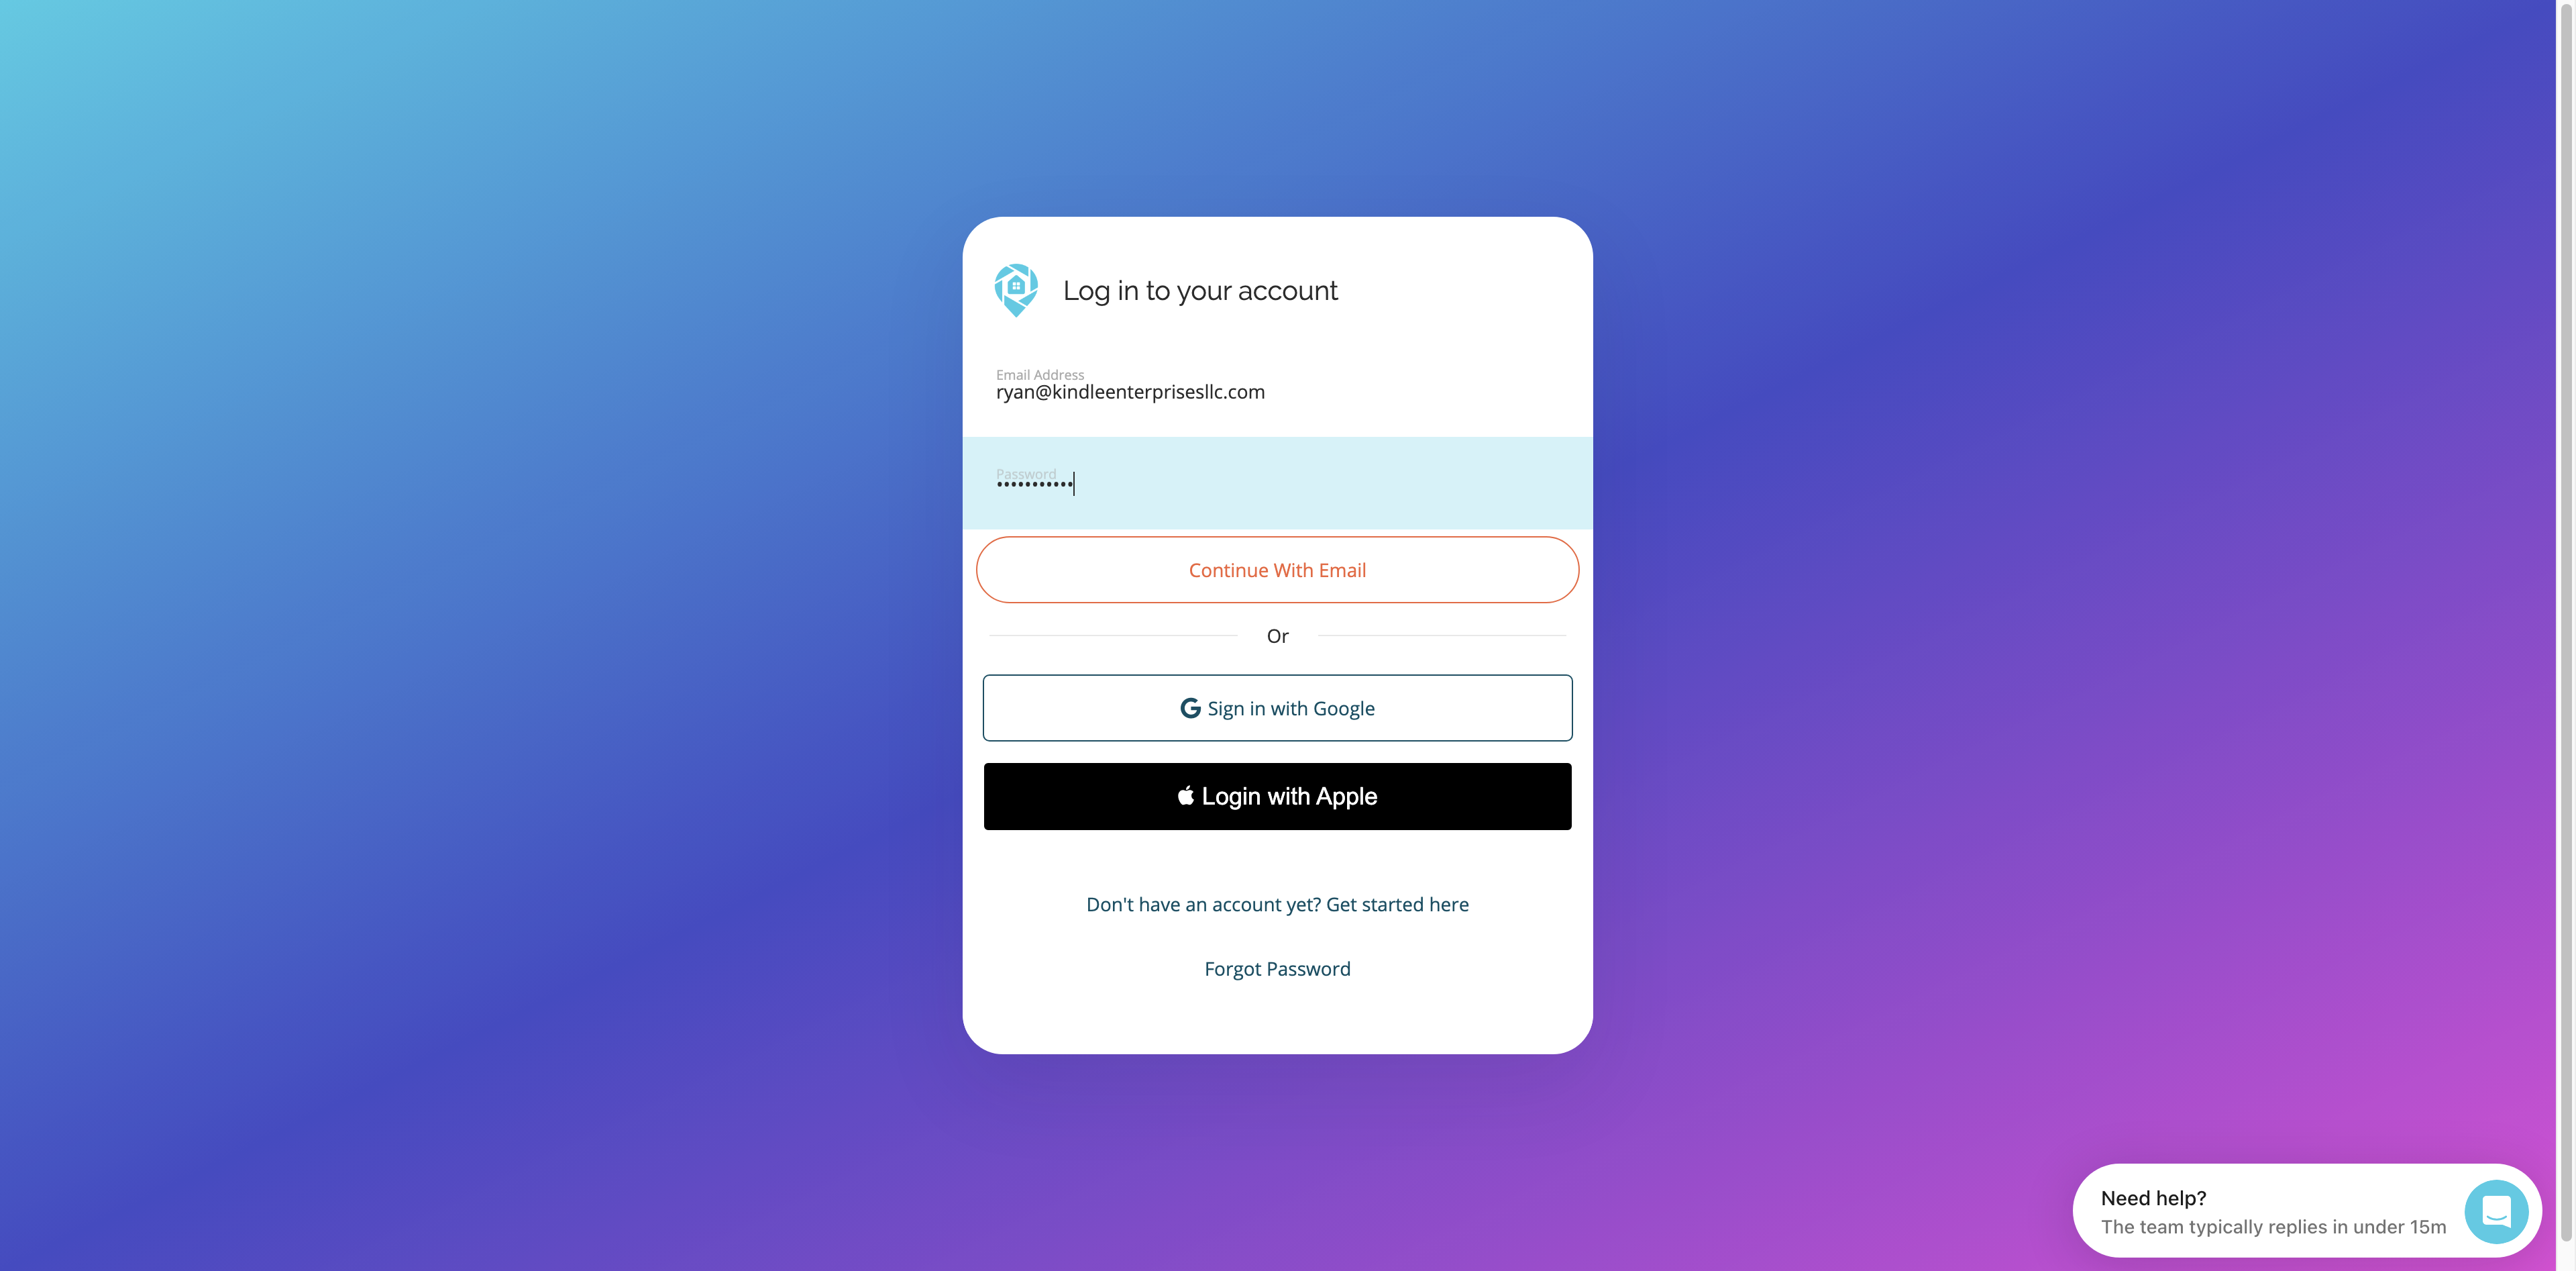 Log in to your account
Email Address
ryan@kindleenterprisesllc.com
Password
•••••••••••
Continue With Email
Or
Sign in with Google
Login with Apple
Don't have an account yet? Get started here
Forgot Password
Need help?
The team typically replies in under 15m